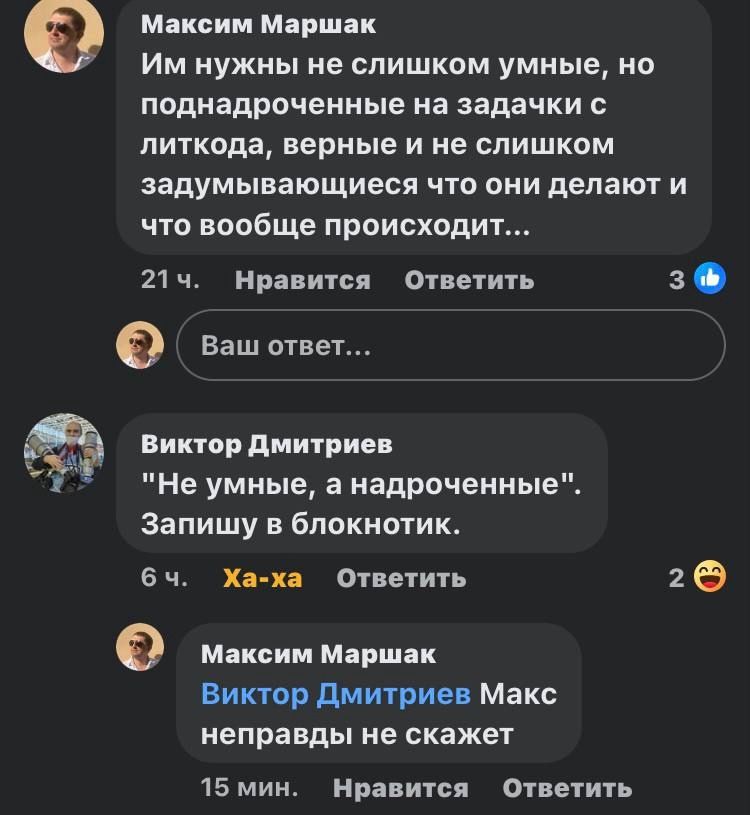 Максим Маршак
Им нужны не слишком умные, но
поднадроченные на задачки с
литкода, верные и не слишком
задумывающиеся что они делают и
что вообще происходит...
21 ч. Нравится Ответить 3
Ваш ответ...
Виктор Дмитриев
"Не умные, а надроченные".
Запишу в блокнотик.
6 ч. Ха-ха Ответить 2
Максим Маршак
Виктор Дмитриев Макс
неправды не скажет
15 мин. Нравится Ответить